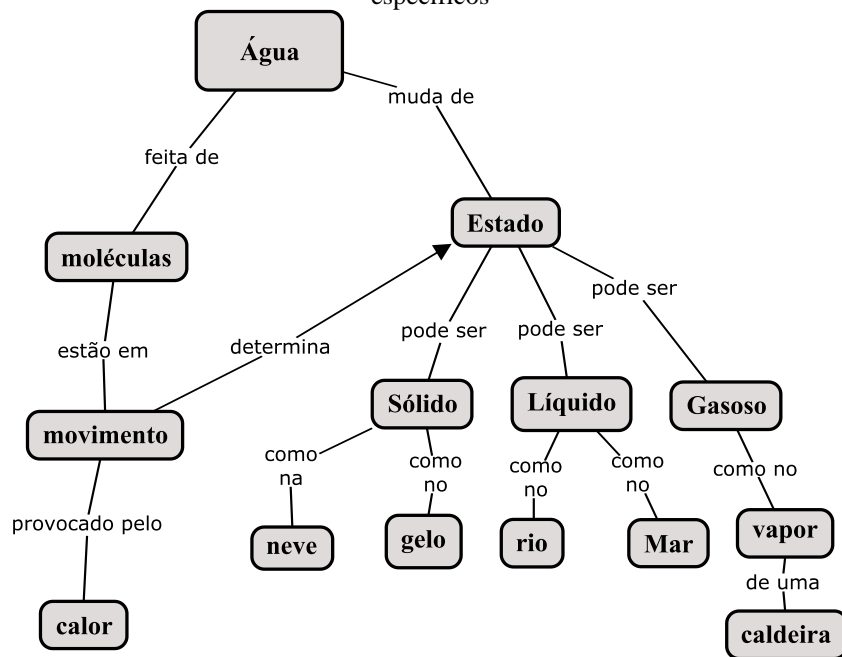 específicos
Água
muda de
feita de
Estado
moléculas
pode ser
estão em
determina
pode ser
pode ser
Sólido
Líquido
Gasoso
movimento
como
na
como
no
como
no
como
no
como no
provocado pelo
neve
gelo
rio
Mar
vapor
de uma
calor
caldeira